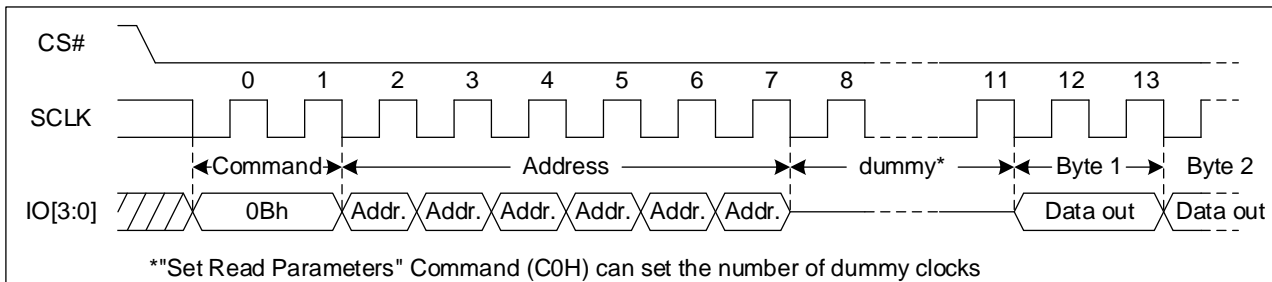 CS#
0 1 2 3 4 5 6 7 8 11 12 13
SCLK
Command Address dummy* Byte 1 Byte 2
IO[3:0] 0Bh Addr. Addr. Addr. Addr. Addr. Addr. Data out Data out
*"Set Read Parameters" Command (C0H) can set the number of dummy clocks